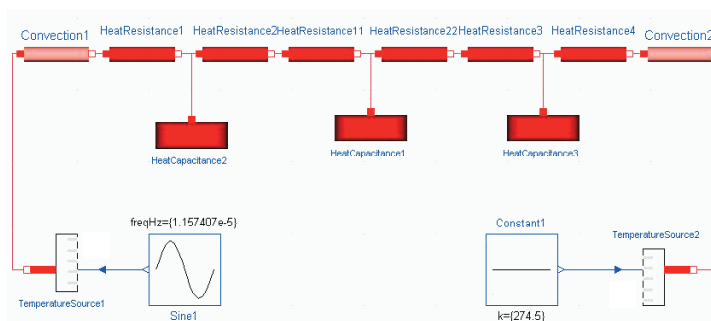 Convection1
HeatResistance1
HeatResistance2
HeatResistance11
HeatResistance22
HeatResistance3
HeatResistance4
Convection2
HeatCapacitance2
HeatCapacitance1
HeatCapacitance3
freqHz={1.157407e-5}
Constant1
TemperatureSource2
TemperatureSource1
Sine1
k={274.5}